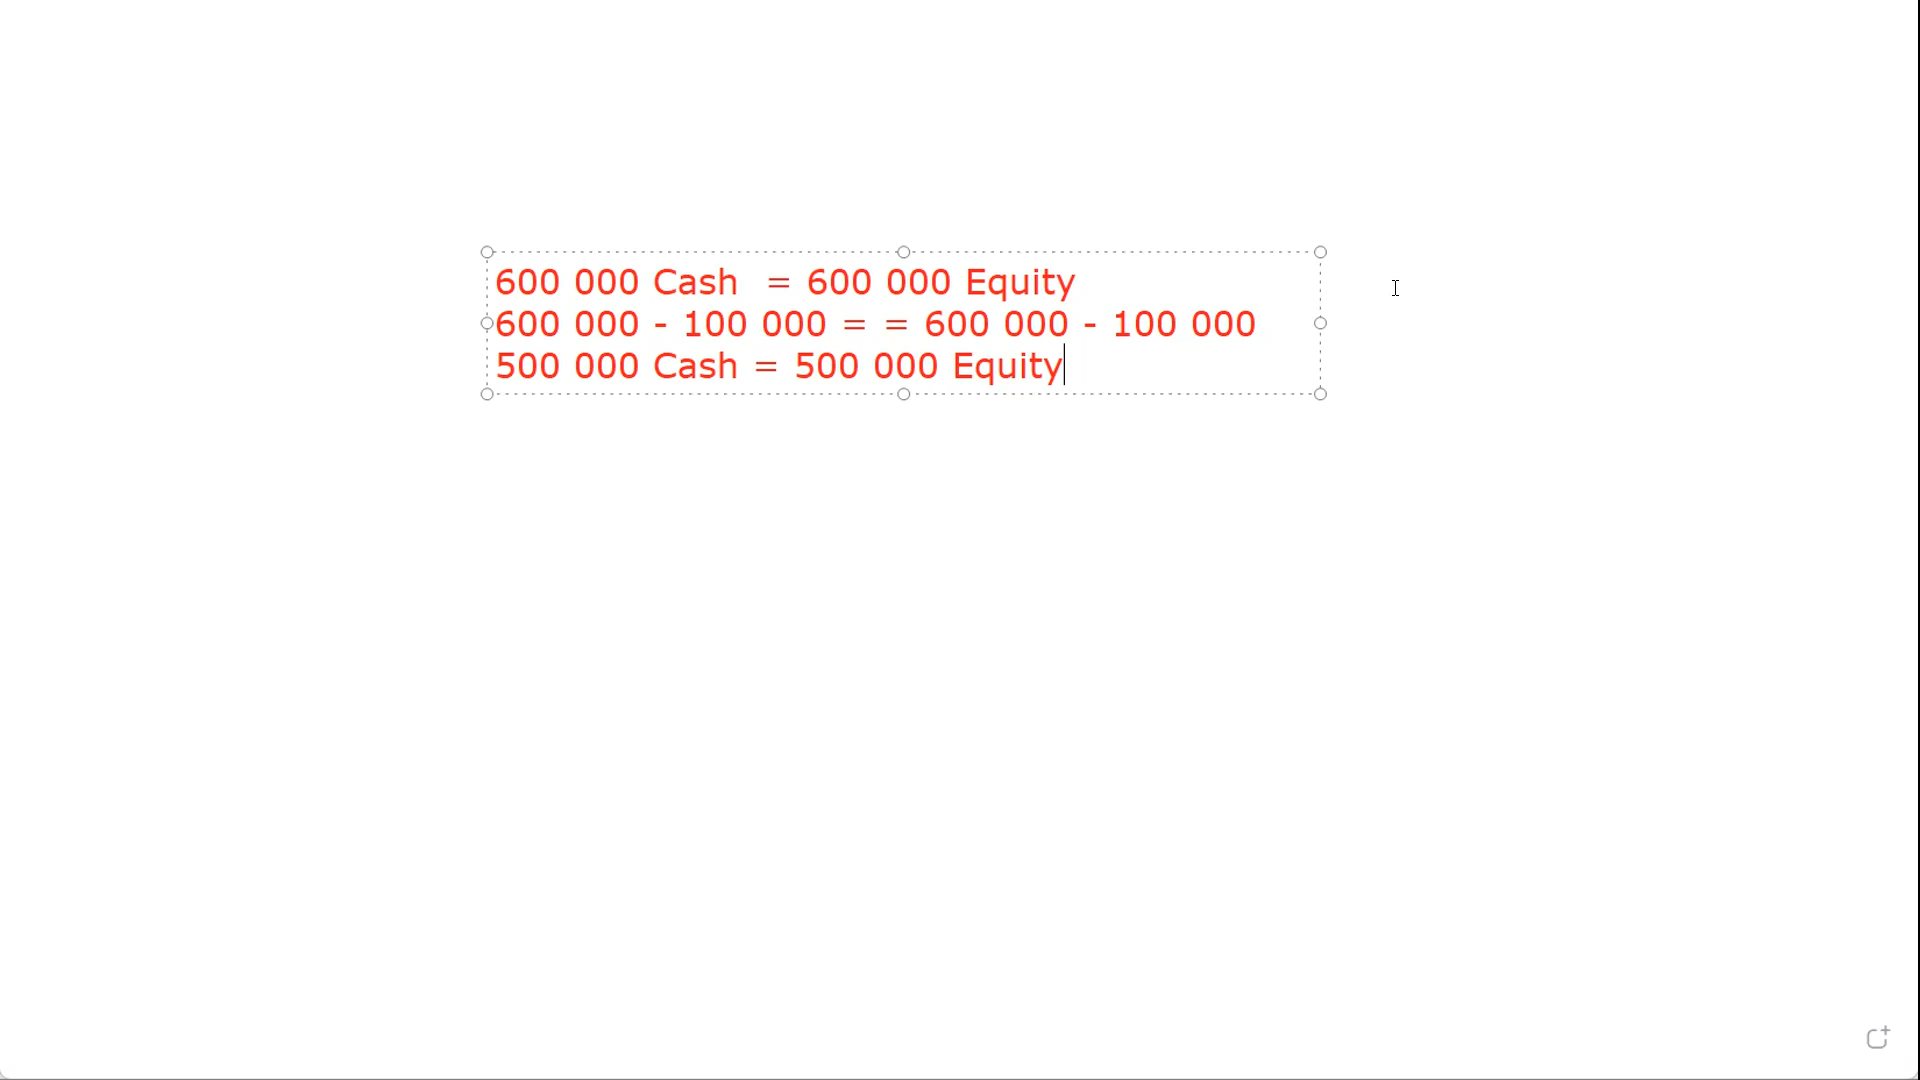 600 000 Cash  = 600 000 Equity
600 000 - 100 000 = = 600 000 - 100 000
500 000 Cash = 500 000 Equity